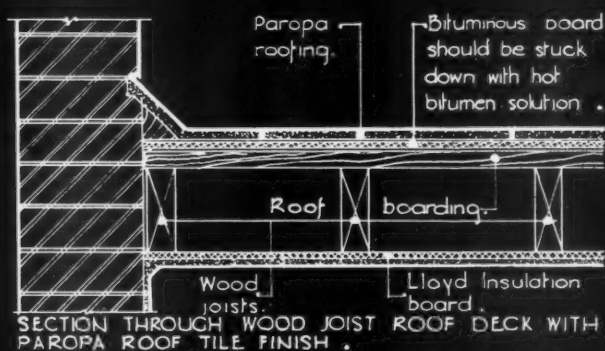 Paropa
roofing.
Bituminous board
should be stuck
down with hot
bitumen solution .
Roof boarding.
Wood
joists.
Lloyd Insulation
board.
SECTION THROUGH WOOD JOIST ROOF DECK WITH
PAROPA ROOF TILE FINISH .